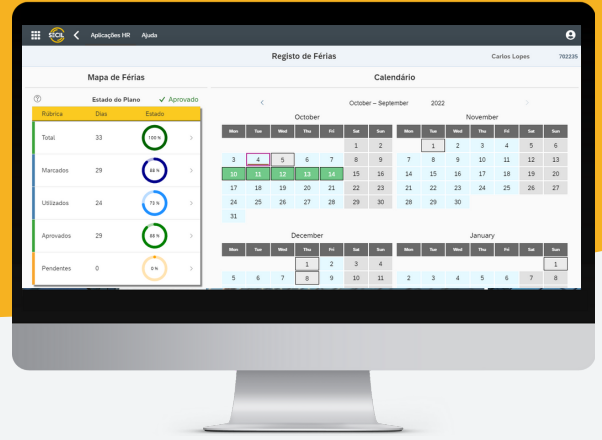 SECIL Aplicações HR Ajuda
Registo de Férias Carlos Lopes 702235
Mapa de Férias
Estado do Plano Aprovado
Rúbrica Dias Estado
Total 33 100 %
Marcados 29 88 %
Utilizados 24 73 %
Aprovados 29 88 %
Pendentes 0 0 %
Calendário
October – September 2022
October
Mon Tue Wed Thu Fri Sat Sun
1 2
3 4 5 6 7 8 9
10 11 12 13 14 15 16
17 18 19 20 21 22 23
24 25 26 27 28 29 30
31
November
Mon Tue Wed Thu Fri Sat Sun
1 2 3 4 5 6
7 8 9 10 11 12 13
14 15 16 17 18 19 20
21 22 23 24 25 26 27
28 29 30
December
Mon Tue Wed Thu Fri Sat Sun
1 2 3 4
5 6 7 8 9 10 11
January
Mon Tue Wed Thu Fri Sat Sun
1
2 3 4 5 6 7 8